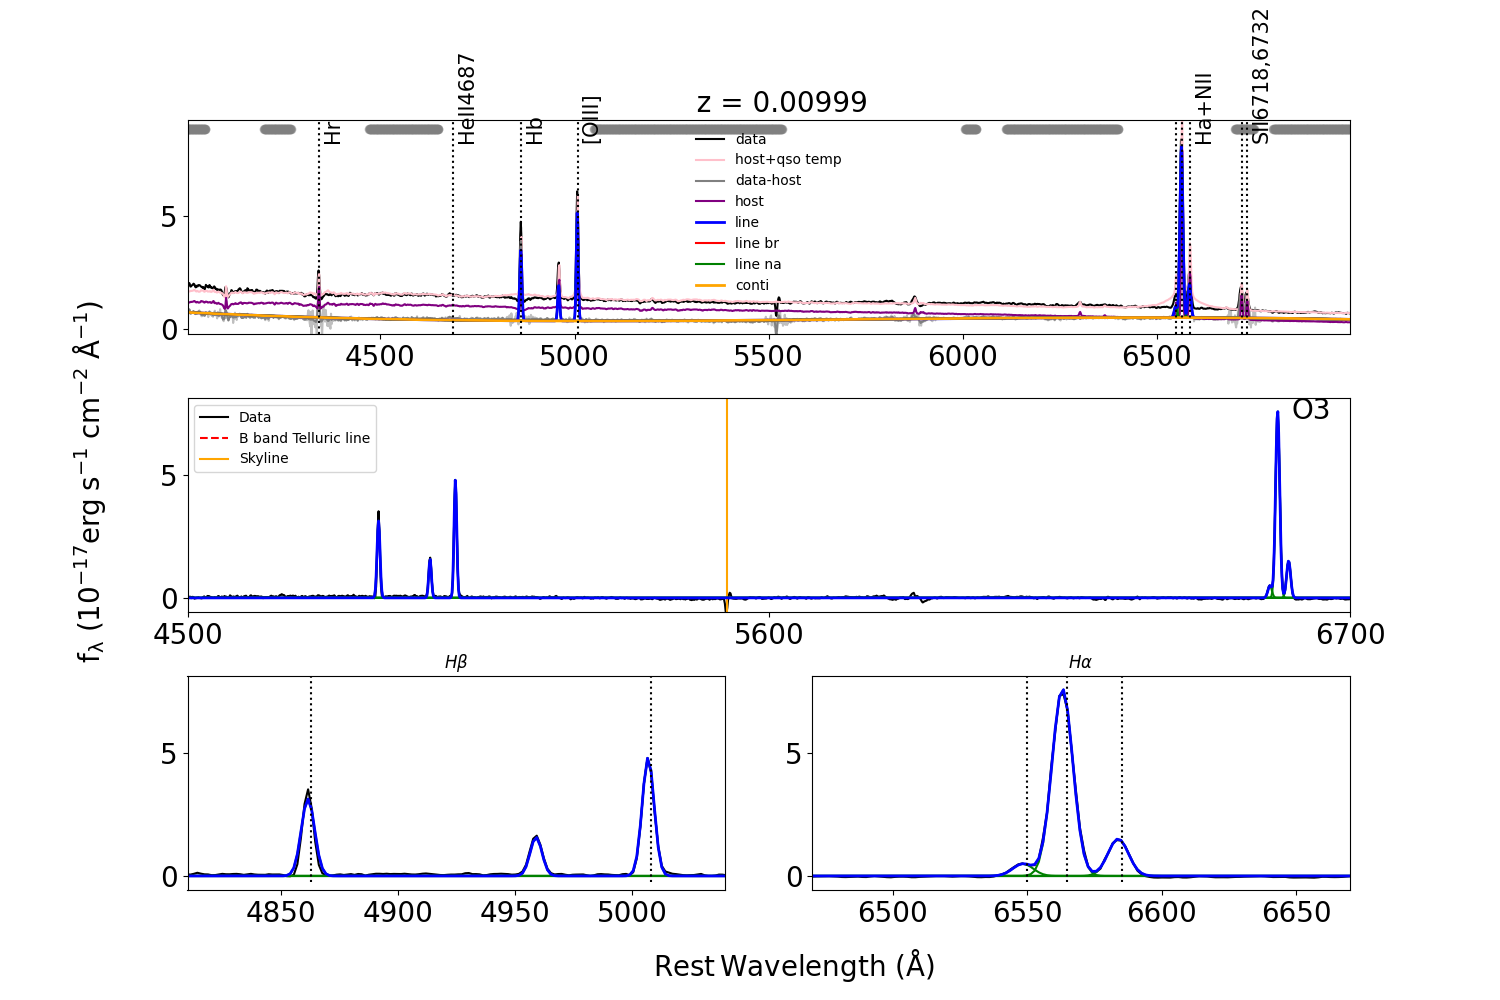 z = 0.00999
Hr
HeII4687
Hb
[OIII]
Ha+NII
SII6718,6732
data
host+qso temp
data-host
host
line
line br
line na
conti
5
0
4500
5000
5500
6000
6500
Data
B band Telluric line
Skyline
O3
5
0
4500
5600
6700
fλ (10⁻¹⁷erg s⁻¹ cm⁻² Å⁻¹)
Hβ
5
0
4850
4900
4950
5000
Hα
5
0
6500
6550
6600
6650
Rest Wavelength (Å)